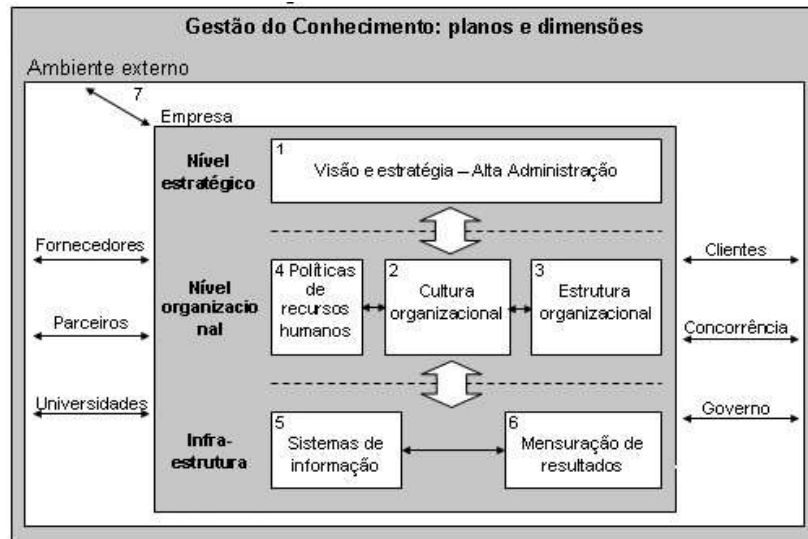 Gestão do Conhecimento: planos e dimensões
Ambiente externo
7
Empresa
Nível
estratégico
1
Visão e estratégia – Alta Administração
Fornecedores
Parceiros
Universidades
Nível
organizacio
nal
4 Políticas
de
recursos
humanos
2
Cultura
organizacional
3
Estrutura
organizacional
Clientes
Concorrência
Governo
Infra-
estrutura
5
Sistemas de
informação
6
Mensuração de
resultados